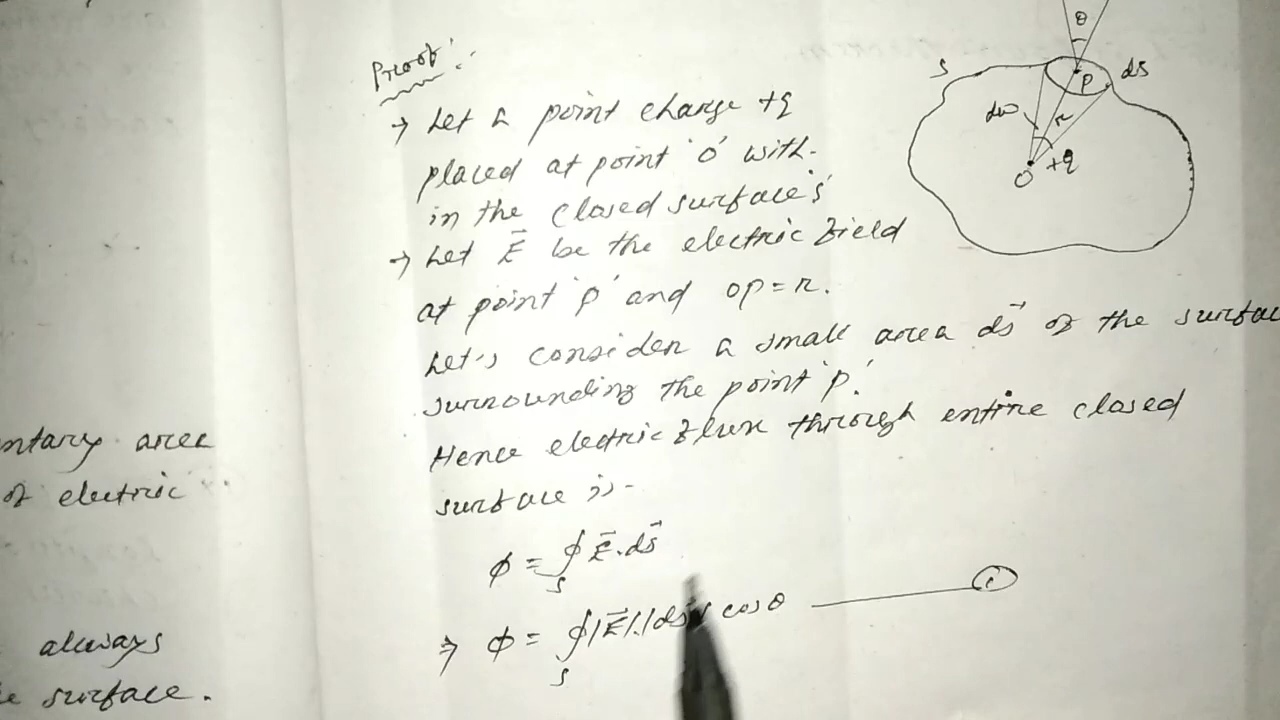 Proof:
→ Let a point charge +q
placed at point 'O' with-
in the closed surface 'S'
→ Let E⃗ be the electric field
at point 'p' and op = r.
Let's consider a small area ds⃗ of the surfac
surrounding the point 'p'.
Hence electric flux through entire closed
surface is-
ϕ = ∮ₛ E⃗.ds⃗
⇒ ϕ = ∮ₛ |E⃗|.|ds⃗| cosθ (i)
θ
S
P
ds
dω
r
O
+q
ntary area
of electric
always
surface.